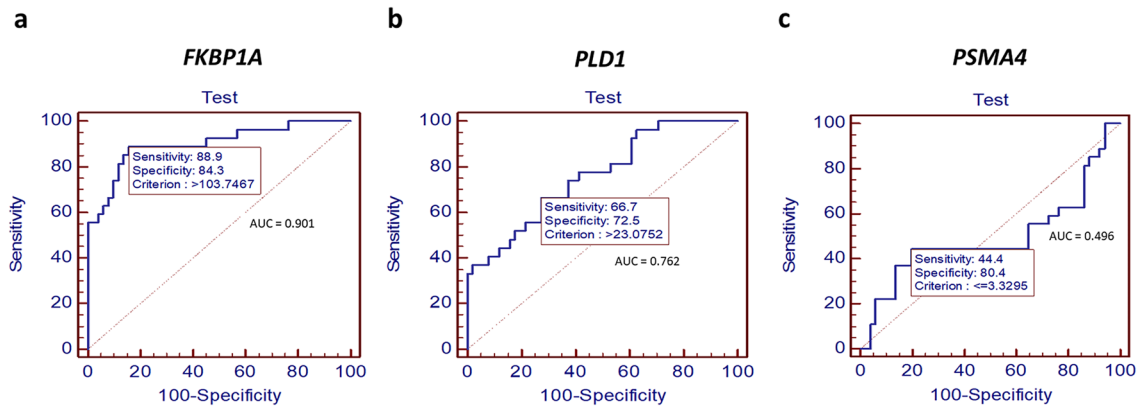 a
FKBP1A
Test
100
80
60
40
20
0
Sensitivity
Sensitivity: 88.9
Specificity: 84.3
Criterion : >103.7467
AUC = 0.901
0 20 40 60 80 100
100-Specificity
b
PLD1
Test
100
80
60
40
20
0
Sensitivity
Sensitivity: 66.7
Specificity: 72.5
Criterion : >23.0752
AUC = 0.762
0 20 40 60 80 100
100-Specificity
c
PSMA4
Test
100
80
60
40
20
0
Sensitivity
Sensitivity: 44.4
Specificity: 80.4
Criterion : <=3.3295
AUC = 0.496
0 20 40 60 80 100
100-Specificity